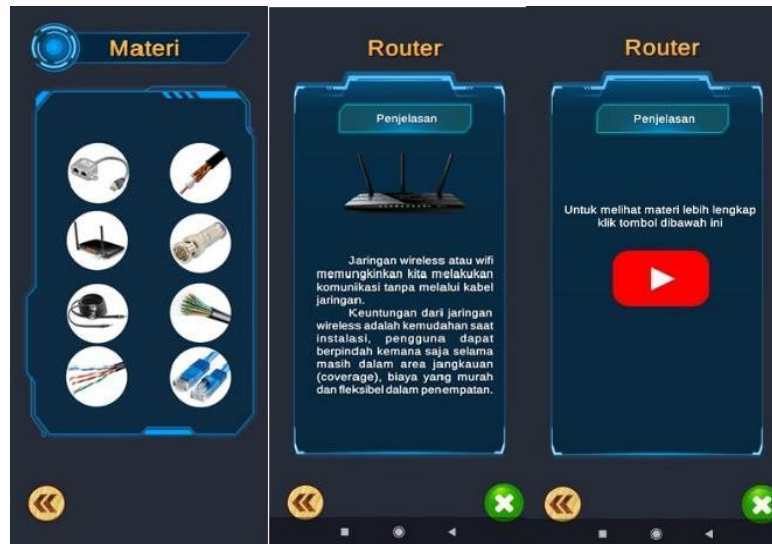 Materi
Router
Penjelasan
Jaringan wireless atau wifi
memungkinkan kita melakukan
komunikasi tanpa melalui kabel
jaringan.
Keuntungan dari jaringan
wireless adalah kemudahan saat
instalasi, pengguna dapat
berpindah kemana saja selama
masih dalam area jangkauan
(coverage), biaya yang murah
dan fleksibel dalam penempatan.
Router
Penjelasan
Untuk melihat materi lebih lengkap
klik tombol dibawah ini